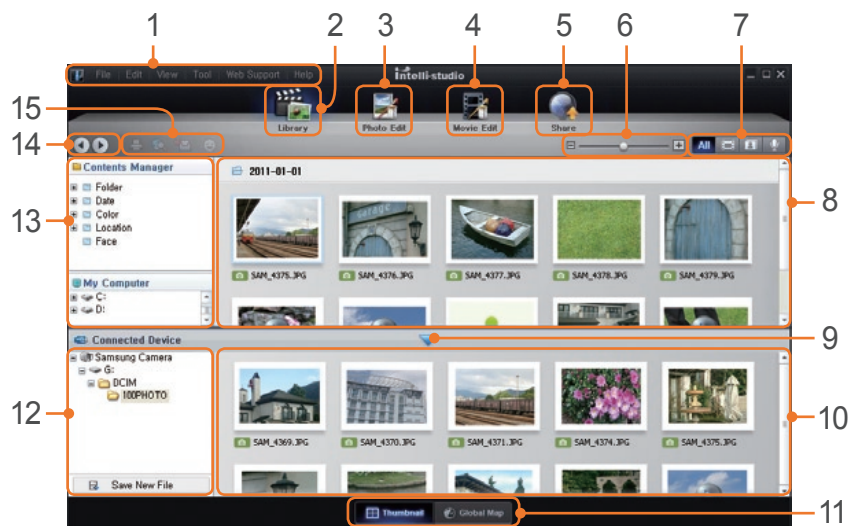 1 2 3 4 5 6 7
File Edit View Tool Web Support Help
intelli-studio
15
Library Photo Edit Movie Edit Share
14
All
Contents Manager
2011-01-01
Folder
Date
Color
Location
Face
13
8
SAM_4375.JPG SAM_4376.JPG SAM_4377.JPG SAM_4378.JPG SAM_4379.JPG
My Computer
C:
D:
Connected Device
9
Samsung Camera
G:
DCIM
100PHOTO
12
10
SAM_4369.JPG SAM_4370.JPG SAM_4371.JPG SAM_4374.JPG SAM_4375.JPG
Save New File
Thumbnail Global Map
11